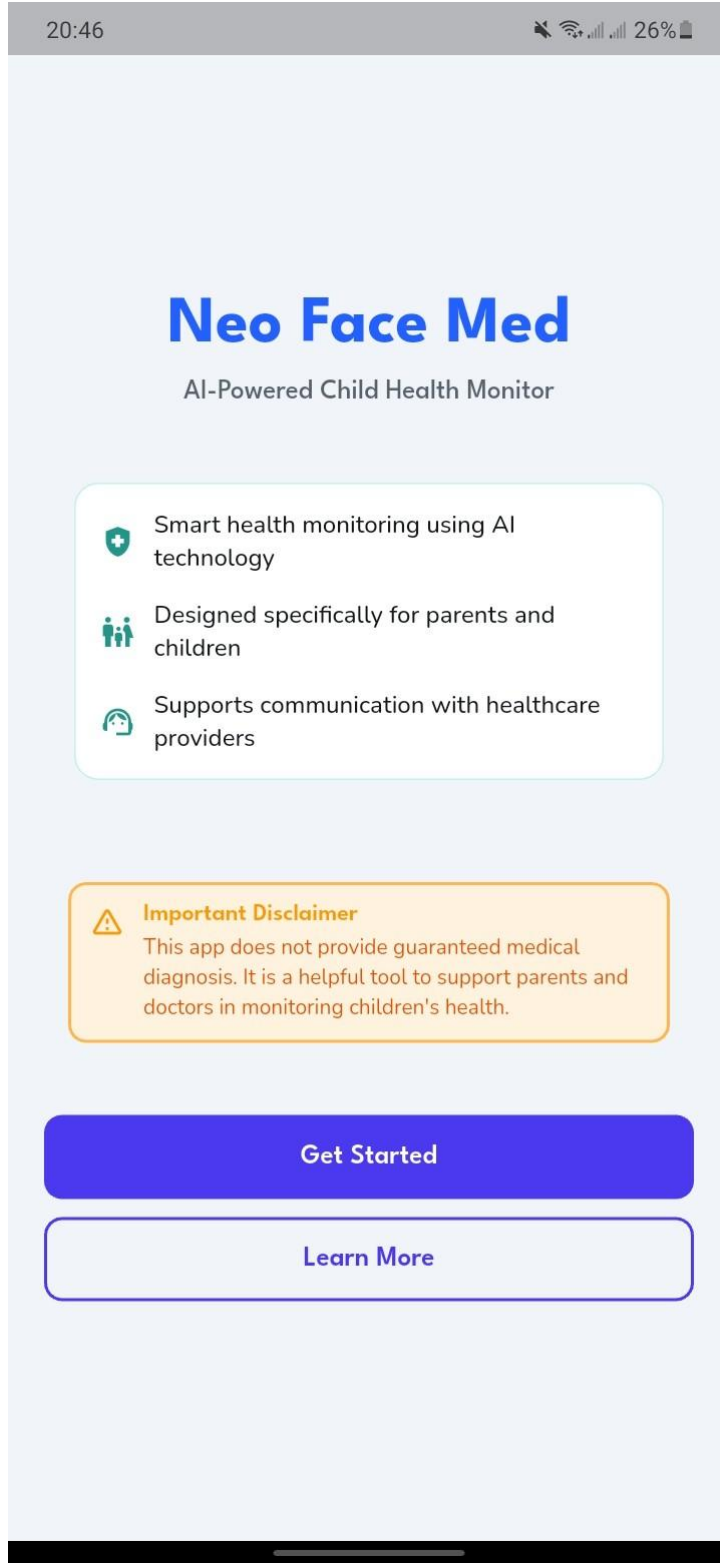 20:46
26%
Neo Face Med
AI-Powered Child Health Monitor
Smart health monitoring using AI
technology
Designed specifically for parents and
children
Supports communication with healthcare
providers
Important Disclaimer
This app does not provide guaranteed medical
diagnosis. It is a helpful tool to support parents and
doctors in monitoring children's health.
Get Started
Learn More